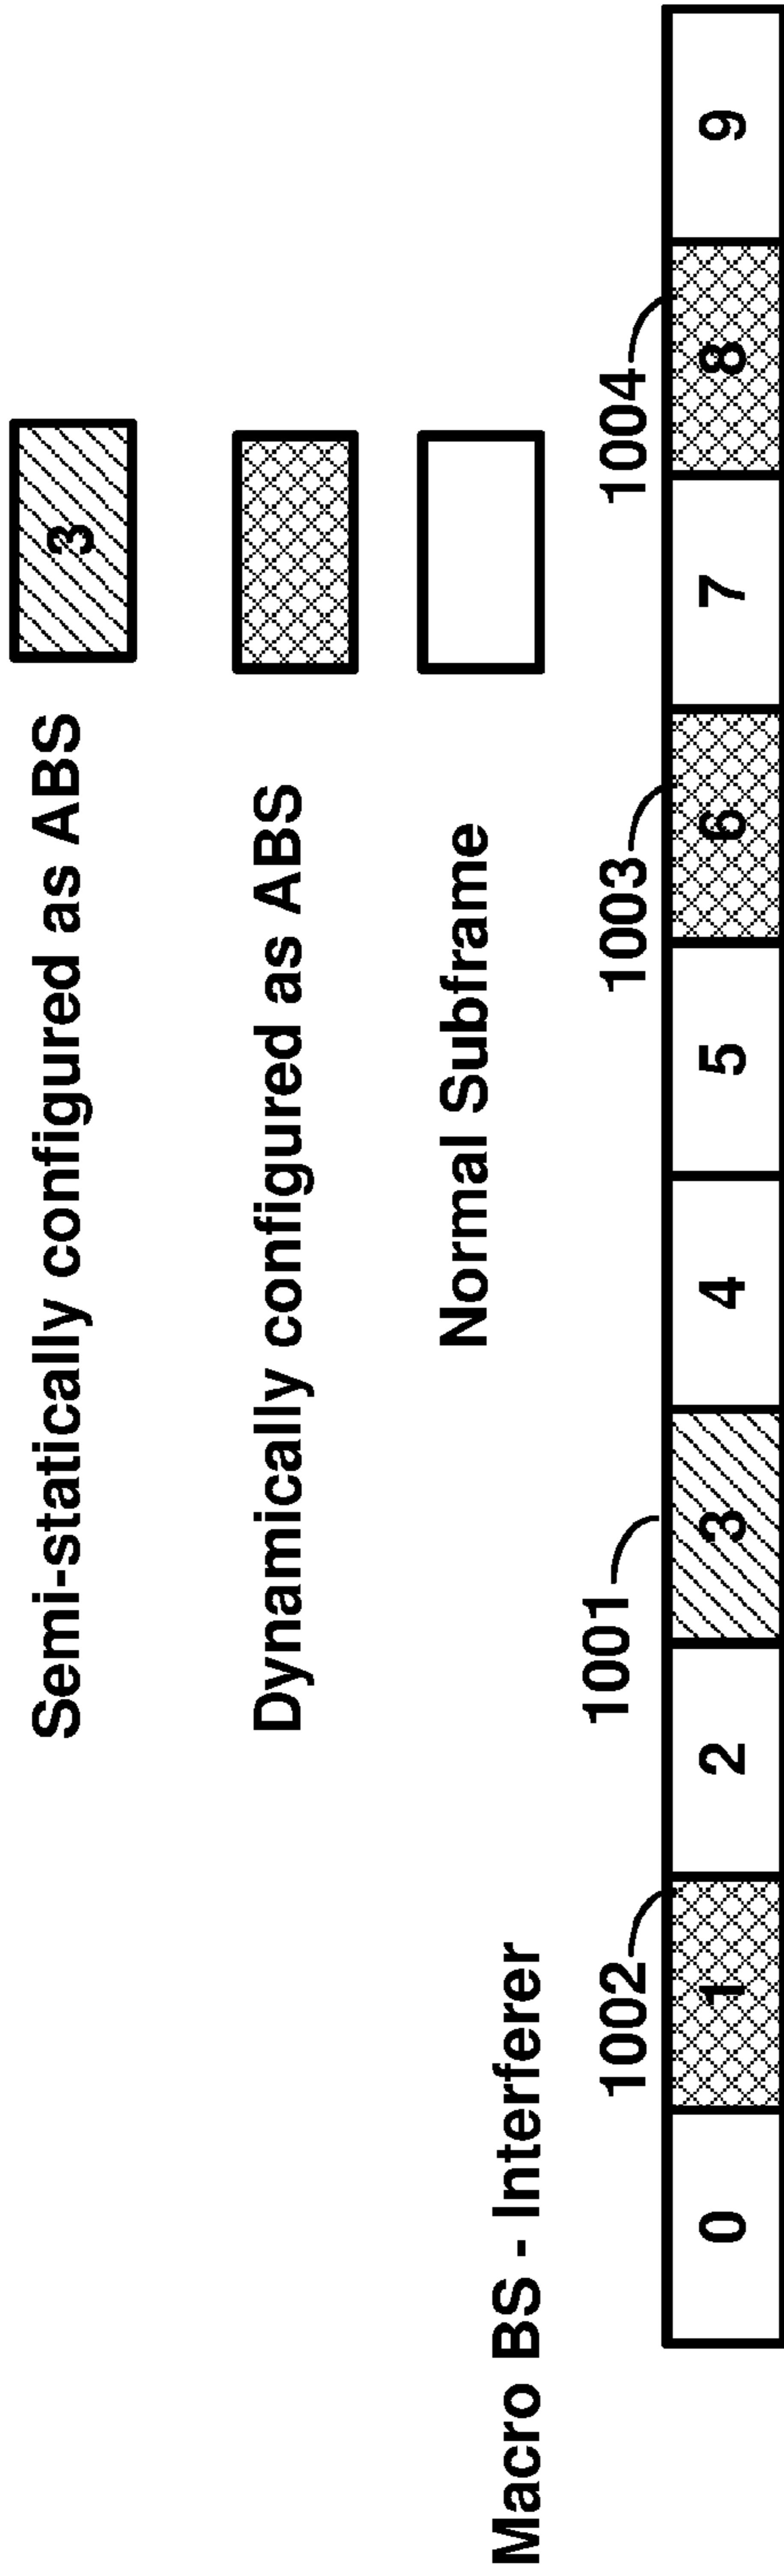 Semi-statically configured as ABS 3
Dynamically configured as ABS
Normal Subframe
Macro BS - Interferer
1002 1001 1003 1004
0 1 2 3 4 5 6 7 8 9